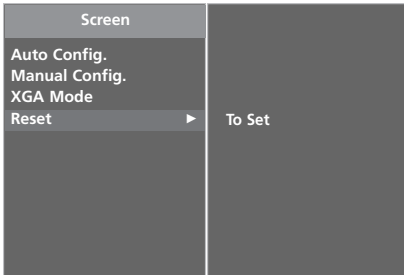 Screen
Auto Config.
Manual Config.
XGA Mode
Reset ► To Set